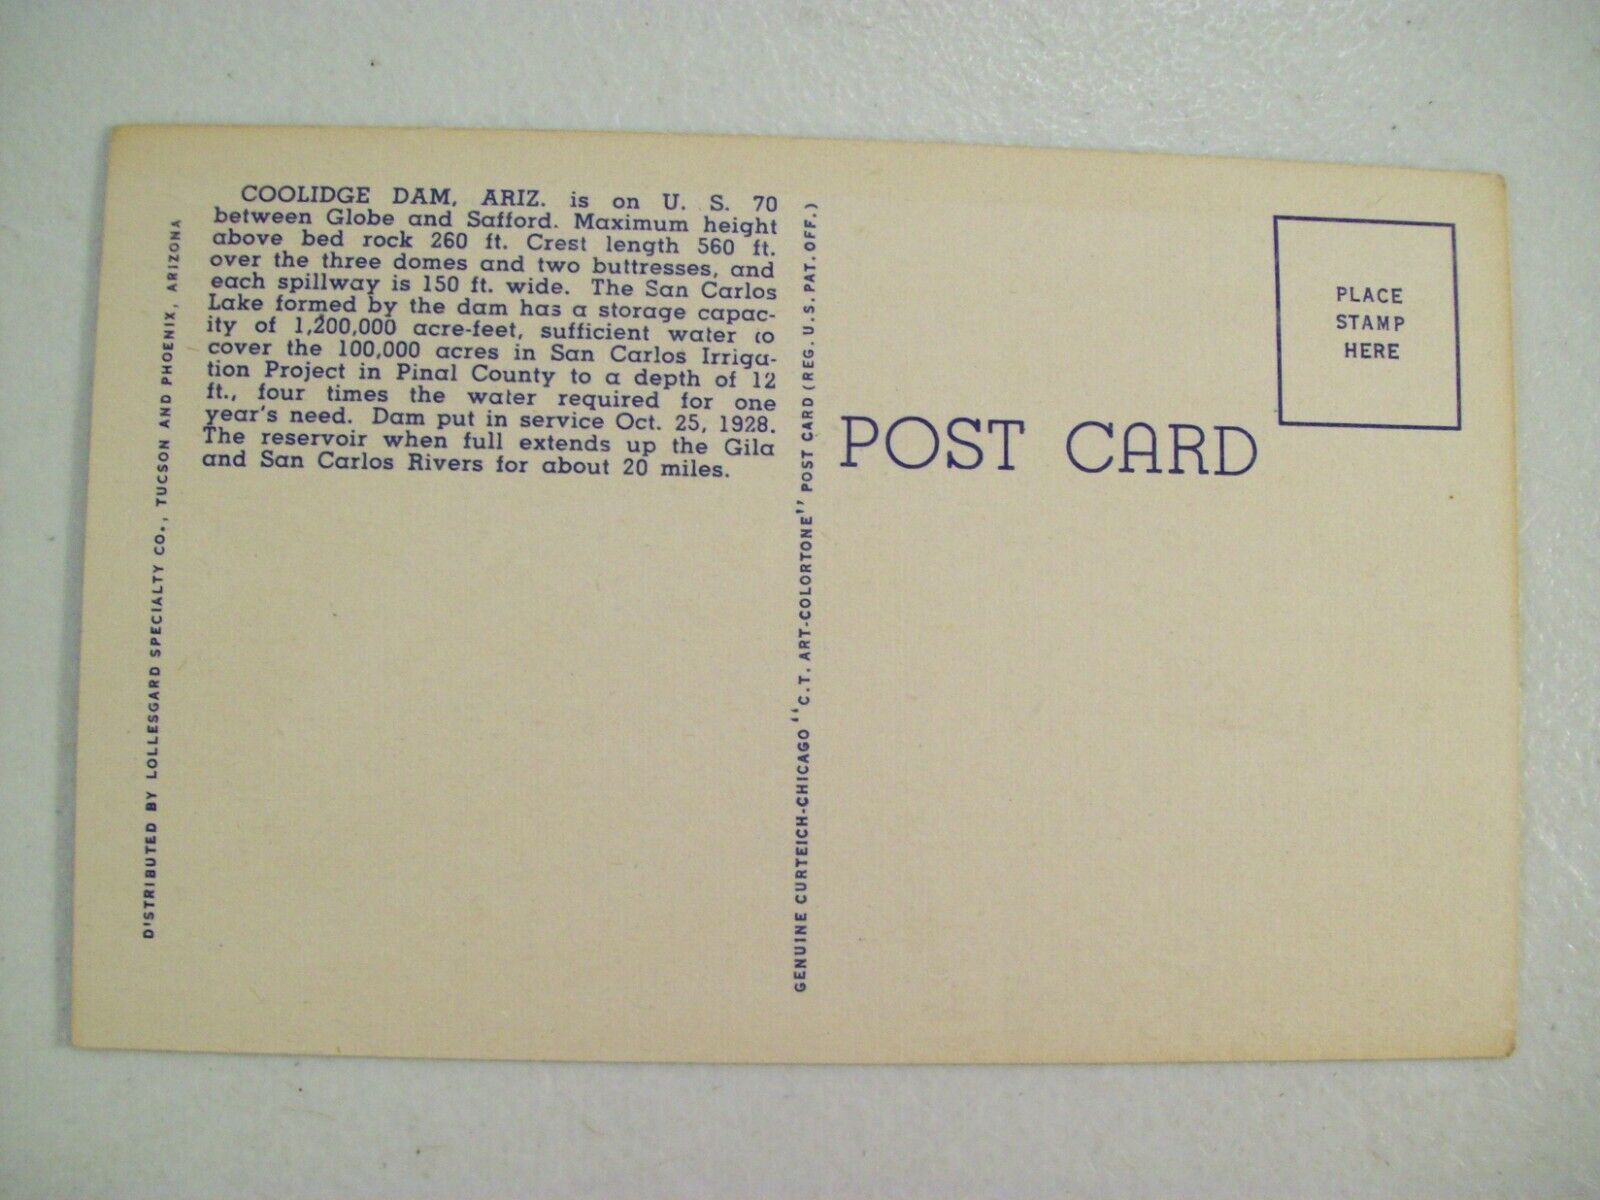 COOLIDGE DAM, ARIZ. is on U. S. 70
between Globe and Safford. Maximum height
above bed rock 260 ft. Crest length 560 ft.
over the three domes and two buttresses, and
each spillway is 150 ft. wide. The San Carlos
Lake formed by the dam has a storage capac-
ity of 1,200,000 acre-feet, sufficient water to
cover the 100,000 acres in San Carlos Irriga-
tion Project in Pinal County to a depth of 12
ft., four times the water required for one
year's need. Dam put in service Oct. 25, 1928.
The reservoir when full extends up the Gila
and San Carlos Rivers for about 20 miles.
D'STRIBUTED BY LOLLESGARD SPECIALTY CO., TUCSON AND PHOENIX, ARIZONA
GENUINE CURTEICH-CHICAGO "C.T. ART-COLORTONE" POST CARD (REG. U.S. PAT. OFF.)
POST CARD
PLACE
STAMP
HERE